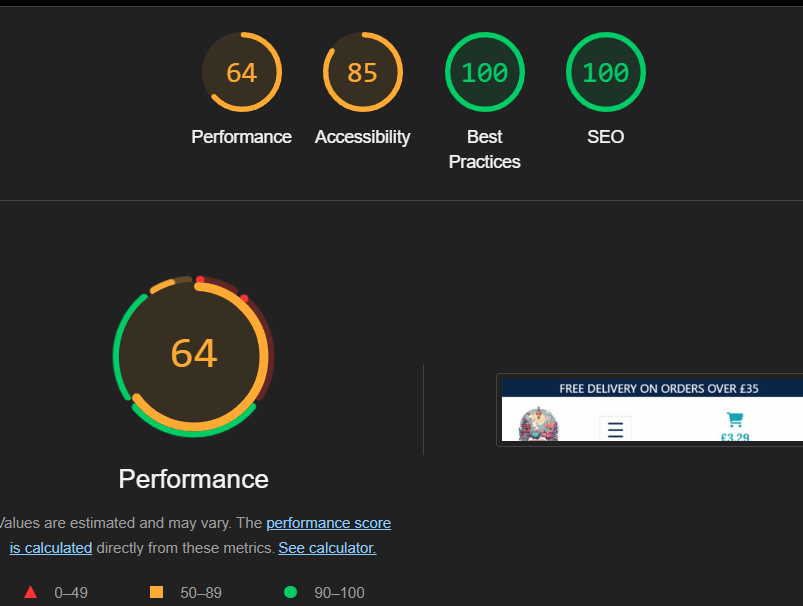 64
85
100
100
Performance
Accessibility
Best
Practices
SEO
64
FREE DELIVERY ON ORDERS OVER £35
£3.29
Performance
Values are estimated and may vary. The performance score
is calculated directly from these metrics. See calculator.
0–49
50–89
90–100